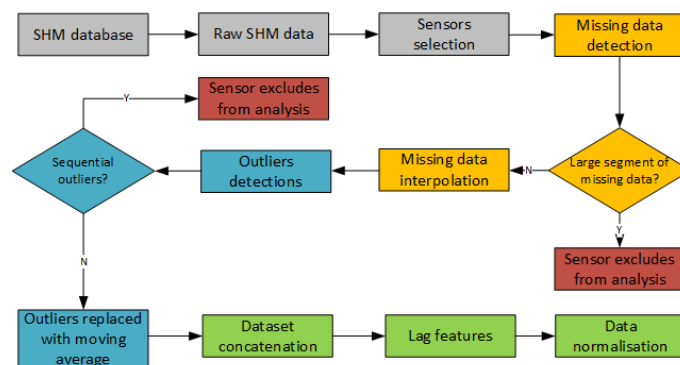 SHM database
Raw SHM data
Sensors
selection
Missing data
detection
Large segment of
missing data?
Y
Sensor excludes
from analysis
N
Missing data
interpolation
Outliers
detections
Sequential
outliers?
Y
Sensor excludes
from analysis
N
Outliers replaced
with moving
average
Dataset
concatenation
Lag features
Data
normalisation